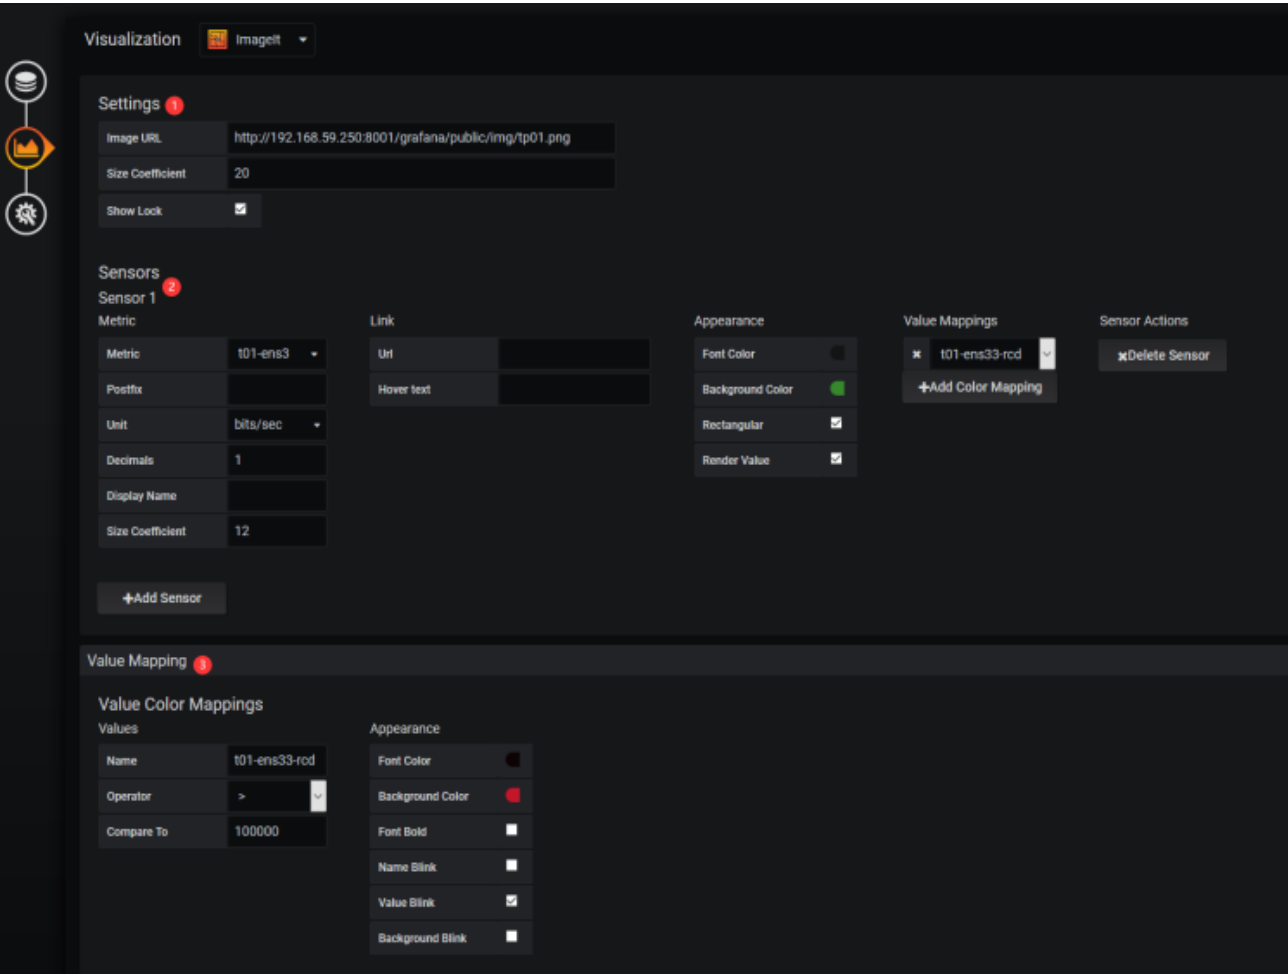 Visualization ImageIt
Settings 1
Image URL http://192.168.59.250:8001/grafana/public/img/tp01.png
Size Coefficient 20
Show Lock
Sensors
Sensor 1 2
Metric Link Appearance Value Mappings Sensor Actions
Metric t01-ens3 Url Font Color t01-ens33-rcd Delete Sensor
Postfix Hover text Background Color +Add Color Mapping
Unit bits/sec Rectangular
Decimals 1 Render Value
Display Name
Size Coefficient 12
+Add Sensor
Value Mapping 3
Value Color Mappings
Values Appearance
Name t01-ens33-rcd Font Color
Operator > Background Color
Compare To 100000 Font Bold
Name Blink
Value Blink
Background Blink